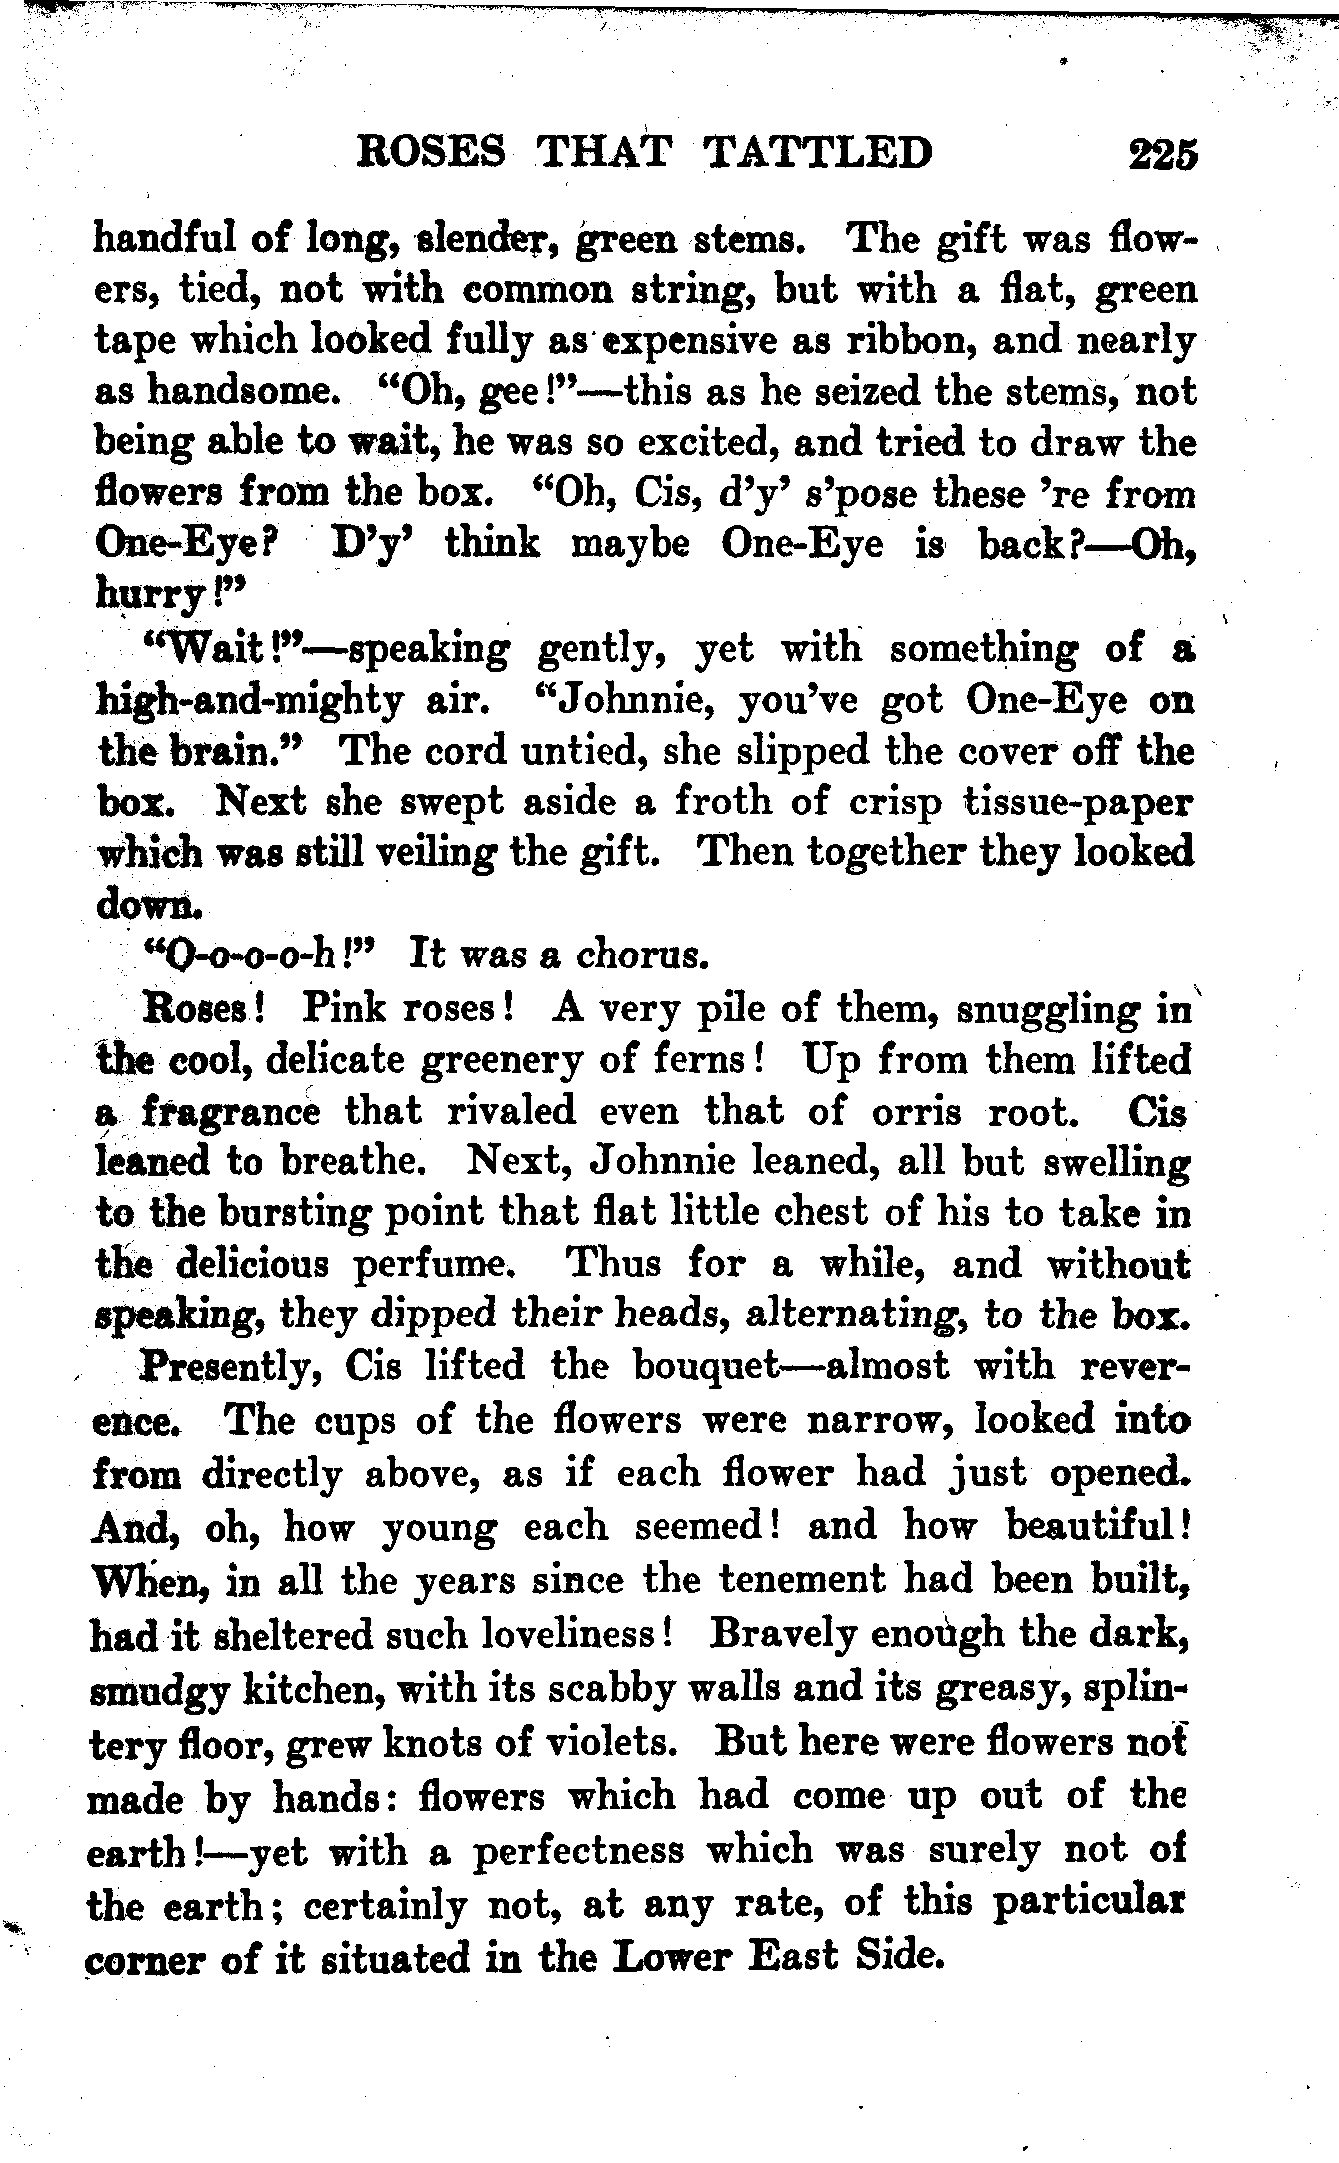 ROSES THAT TATTLED 225
handful of long, slender, green stems. The gift was flow-
ers, tied, not with common string, but with a flat, green
tape which looked fully as expensive as ribbon, and nearly
as handsome. “Oh, gee!”—this as he seized the stems, not
being able to wait, he was so excited, and tried to draw the
flowers from the box. “Oh, Cis, d’y’ s’pose these ’re from
One-Eye? D’y’ think maybe One-Eye is back?—Oh,
hurry!”
“Wait!”—speaking gently, yet with something of a
high-and-mighty air. “Johnnie, you’ve got One-Eye on
the brain.” The cord untied, she slipped the cover off the
box. Next she swept aside a froth of crisp tissue-paper
which was still veiling the gift. Then together they looked
down.
“O-o-o-o-h!” It was a chorus.
Roses! Pink roses! A very pile of them, snuggling in
the cool, delicate greenery of ferns! Up from them lifted
a fragrance that rivaled even that of orris root. Cis
leaned to breathe. Next, Johnnie leaned, all but swelling
to the bursting point that flat little chest of his to take in
the delicious perfume. Thus for a while, and without
speaking, they dipped their heads, alternating, to the box.
Presently, Cis lifted the bouquet—almost with rever-
ence. The cups of the flowers were narrow, looked into
from directly above, as if each flower had just opened.
And, oh, how young each seemed! and how beautiful!
When, in all the years since the tenement had been built,
had it sheltered such loveliness! Bravely enough the dark,
smudgy kitchen, with its scabby walls and its greasy, splin-
tery floor, grew knots of violets. But here were flowers not
made by hands: flowers which had come up out of the
earth!—yet with a perfectness which was surely not of
the earth; certainly not, at any rate, of this particular
corner of it situated in the Lower East Side.